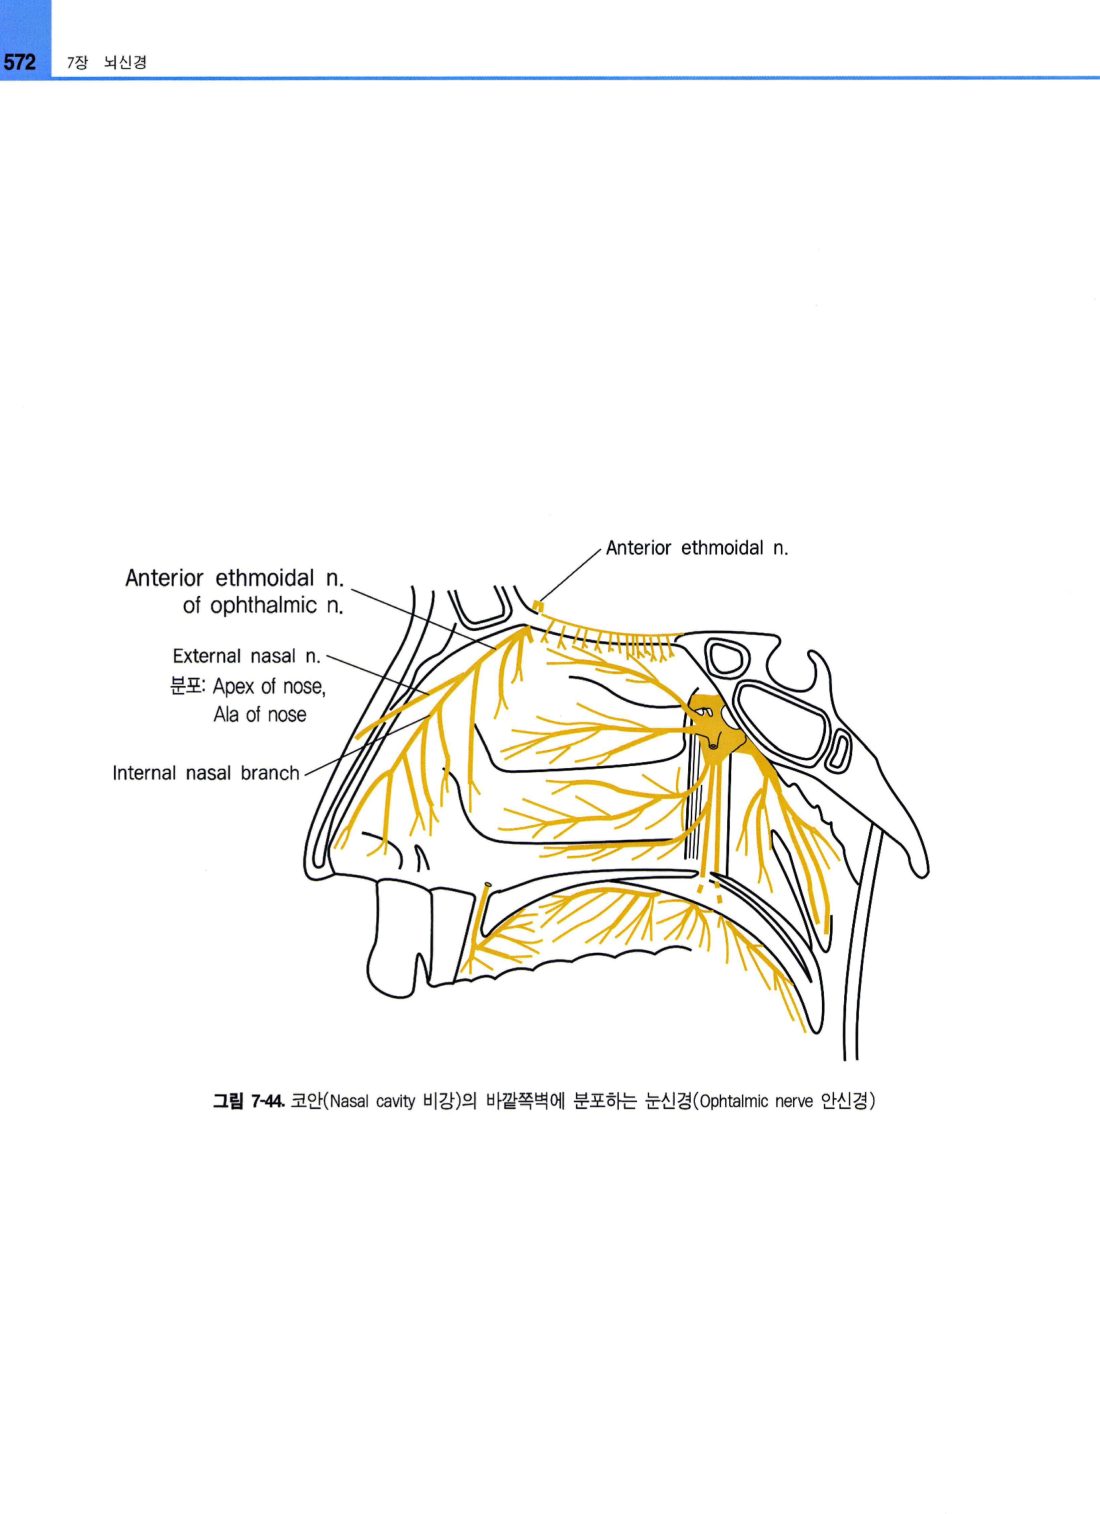 572 7장 뇌신경
Anterior ethmoidal n.
Anterior ethmoidal n.
of ophthalmic n.
External nasal n.
분포: Apex of nose,
Ala of nose
Internal nasal branch
그림 7-44. 코안(Nasal cavity 비강)의 바깥쪽벽에 분포하는 눈신경(Ophtalmic nerve 안신경)